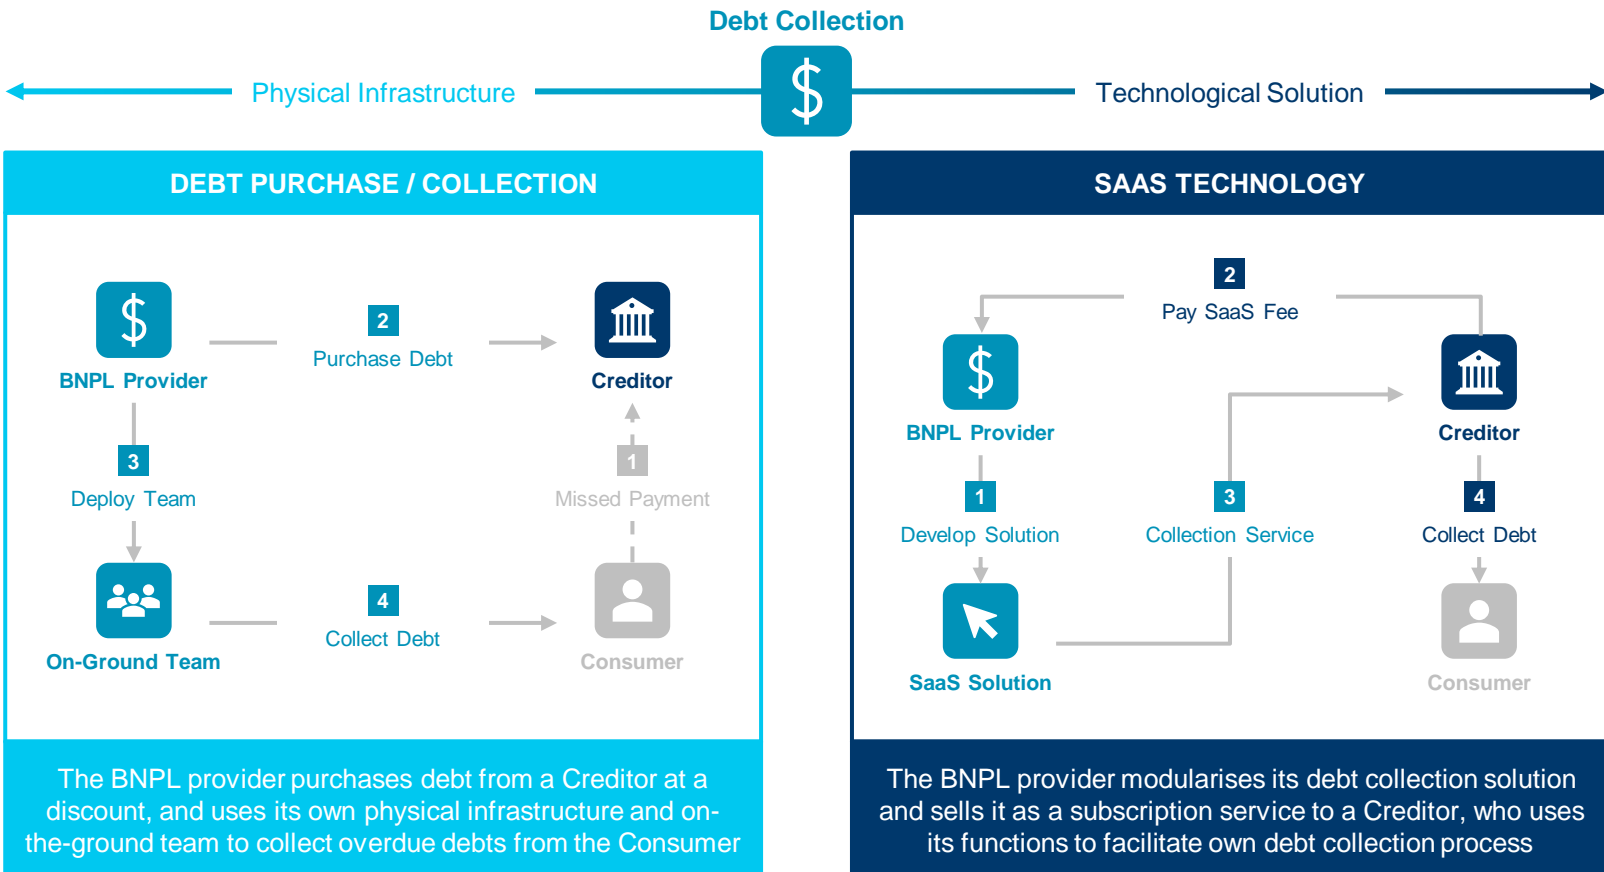 Debt Collection
Physical Infrastructure
$
Technological Solution
DEBT PURCHASE / COLLECTION
$
BNPL Provider
2
Purchase Debt
Creditor
3
Deploy Team
1
Missed Payment
On-Ground Team
4
Collect Debt
Consumer
The BNPL provider purchases debt from a Creditor at a
discount, and uses its own physical infrastructure and on-
the-ground team to collect overdue debts from the Consumer
SAAS TECHNOLOGY
2
Pay SaaS Fee
$
BNPL Provider
Creditor
1
Develop Solution
3
Collection Service
4
Collect Debt
SaaS Solution
Consumer
The BNPL provider modularises its debt collection solution
and sells it as a subscription service to a Creditor, who uses
its functions to facilitate own debt collection process